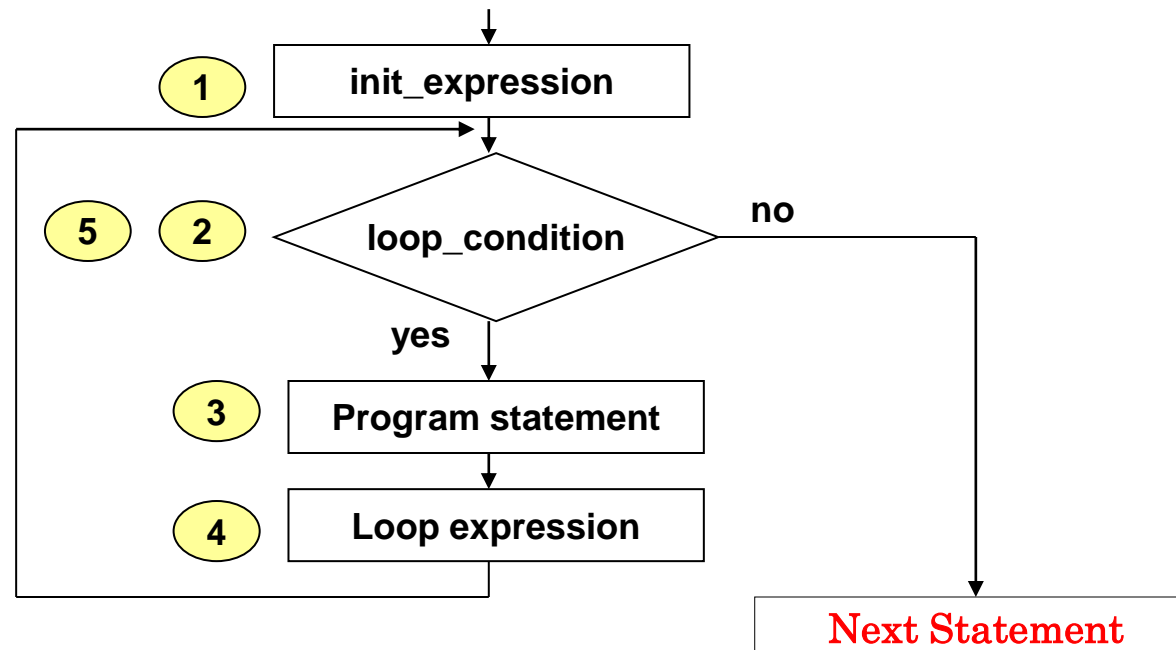 1
init_expression
5
2
loop_condition
no
yes
3
Program statement
4
Loop expression
Next Statement